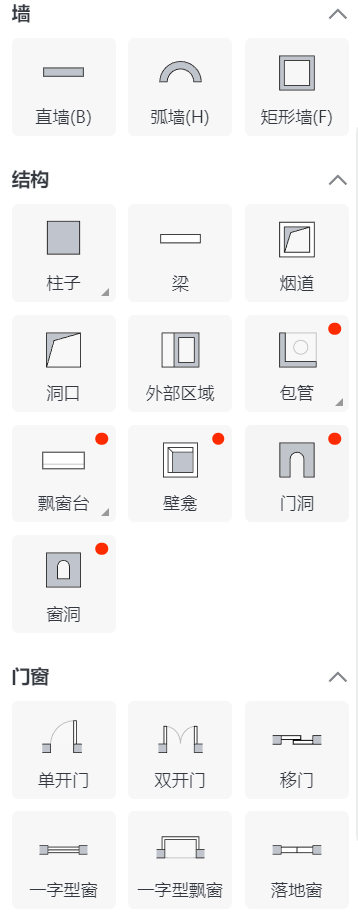 墙
直墙(B) 弧墙(H) 矩形墙(F)
结构
柱子 梁 烟道
洞口 外部区域 包管
飘窗台 壁龛 门洞
窗洞
门窗
单开门 双开门 移门
一字型窗 一字型飘窗 落地窗